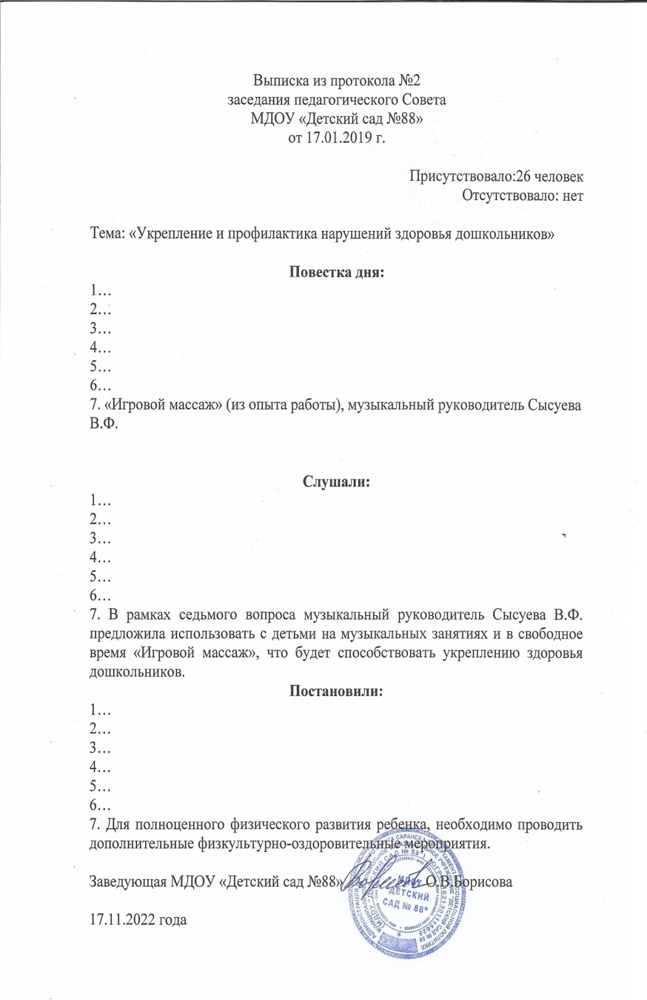 Выписка из протокола №2
заседания педагогического Совета
МДОУ «Детский сад №88»
от 17.01.2019 г.
Присутствовало:26 человек
Отсутствовало: нет
Тема: «Укрепление и профилактика нарушений здоровья дошкольников»
Повестка дня:
1…
2…
3…
4…
5…
6…
7. «Игровой массаж» (из опыта работы), музыкальный руководитель Сысуева
В.Ф.
Слушали:
1…
2…
3…
4…
5…
6…
7. В рамках седьмого вопроса музыкальный руководитель Сысуева В.Ф.
предложила использовать с детьми на музыкальных занятиях и в свободное
время «Игровой массаж», что будет способствовать укреплению здоровья
дошкольников.
Постановили:
1…
2…
3…
4…
5…
6…
7. Для полноценного физического развития ребенка, необходимо проводить
дополнительные физкультурно-оздоровительные мероприятия.
Заведующая МДОУ «Детский сад №88» О.В.Борисова
МДОУ
"ДЕТСКИЙ
САД № 88"
17.11.2022 года